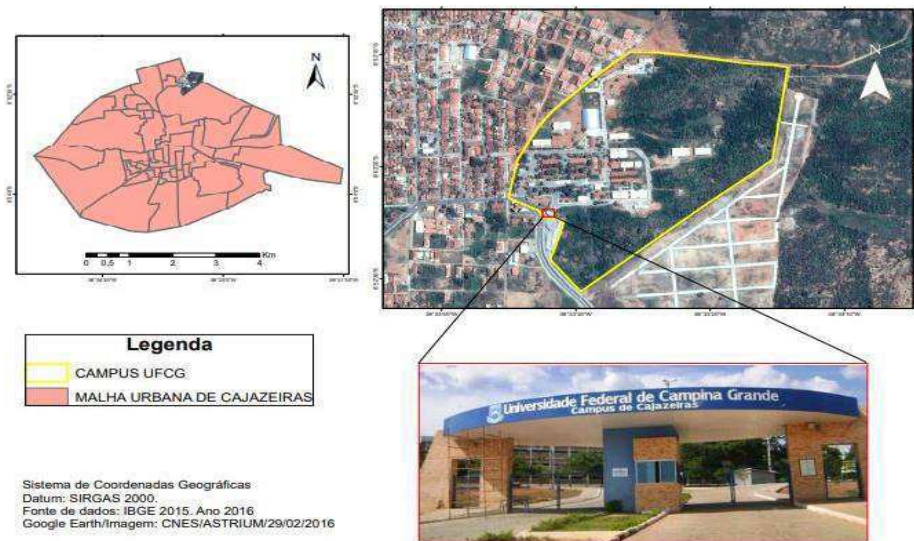 N
N
0 0,5 1 2 3 4 Km
Legenda
CAMPUS UFCG
MALHA URBANA DE CAJAZEIRAS
Universidade Federal de Campina Grande
Campus de Cajazeiras
Sistema de Coordenadas Geográficas
Datum: SIRGAS 2000.
Fonte de dados: IBGE 2015. Ano 2016
Google Earth/Imagem: CNES/ASTRIUM/29/02/2016